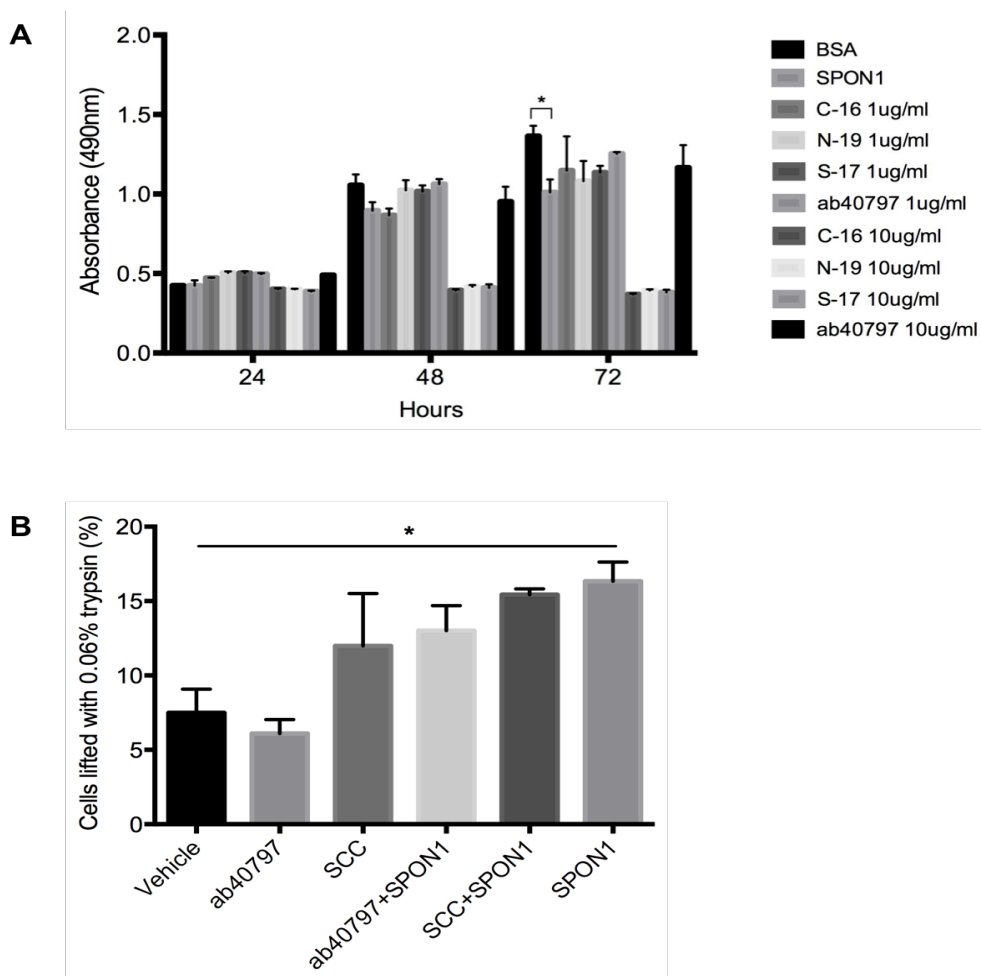 A
2.0
1.5
1.0
0.5
0.0
Absorbance (490nm)
*
24 48 72
Hours
BSA
SPON1
C-16 1ug/ml
N-19 1ug/ml
S-17 1ug/ml
ab40797 1ug/ml
C-16 10ug/ml
N-19 10ug/ml
S-17 10ug/ml
ab40797 10ug/ml
B
20
15
10
5
0
Cells lifted with 0.06% trypsin (%)
*
Vehicle
ab40797
SCC
ab40797+SPON1
SCC+SPON1
SPON1